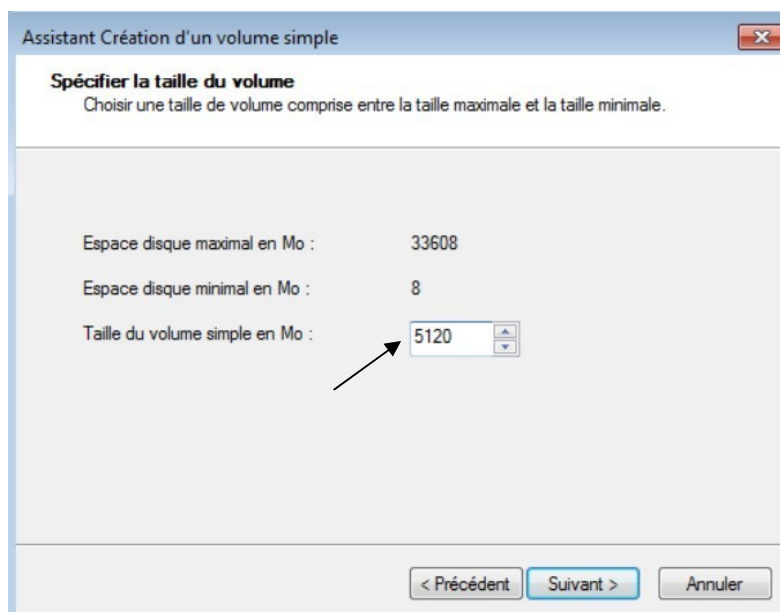 Assistant Création d'un volume simple
Spécifier la taille du volume
Choisir une taille de volume comprise entre la taille maximale et la taille minimale.
Espace disque maximal en Mo : 33608
Espace disque minimal en Mo : 8
Taille du volume simple en Mo : 5120
< Précédent Suivant > Annuler